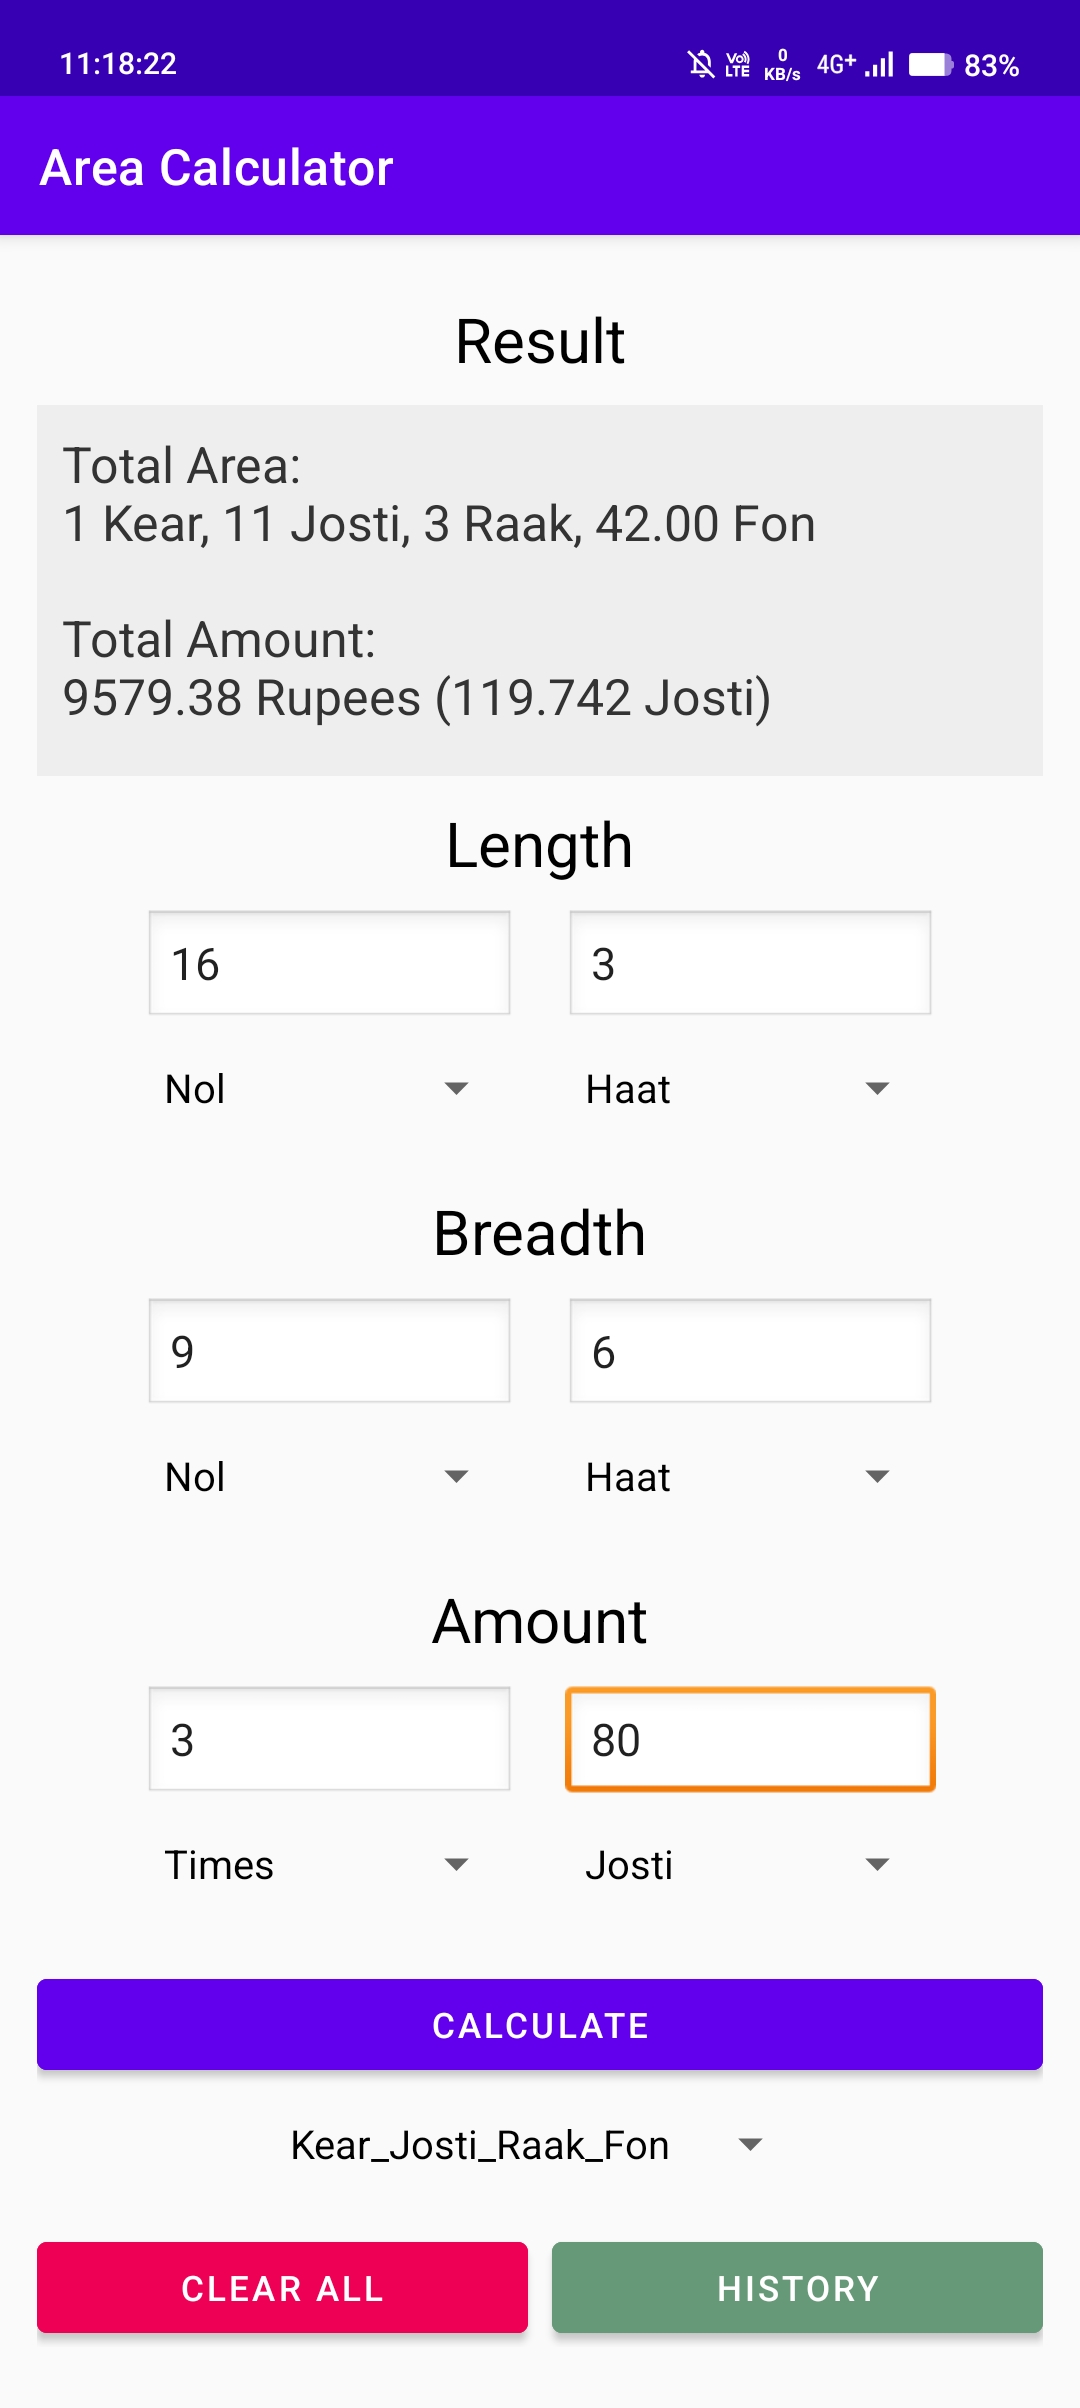 11:18:22
Vo) LTE 0 KB/s 4G+ 83%
Area Calculator
Result
Total Area:
1 Kear, 11 Josti, 3 Raak, 42.00 Fon
Total Amount:
9579.38 Rupees (119.742 Josti)
Length
16 3
Nol Haat
Breadth
9 6
Nol Haat
Amount
3 80
Times Josti
CALCULATE
Kear_Josti_Raak_Fon
CLEAR ALL HISTORY